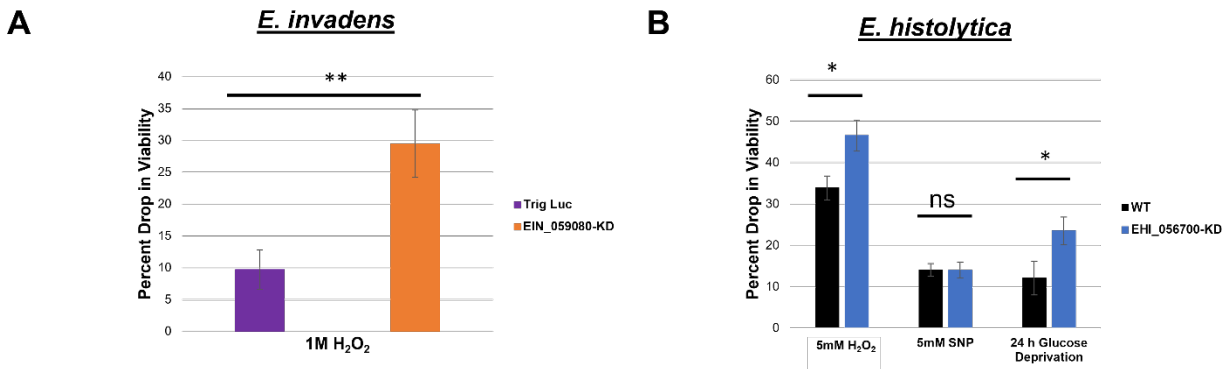 A
E. invadens
Percent Drop in Viability
40
35
30
25
20
15
10
5
0
**
1M H₂O₂
Trig Luc
EIN_059080-KD
B
E. histolytica
Percent Drop in Viability
60
50
40
30
20
10
0
*
ns
*
5mM H₂O₂
5mM SNP
24 h Glucose
Deprivation
WT
EHI_056700-KD